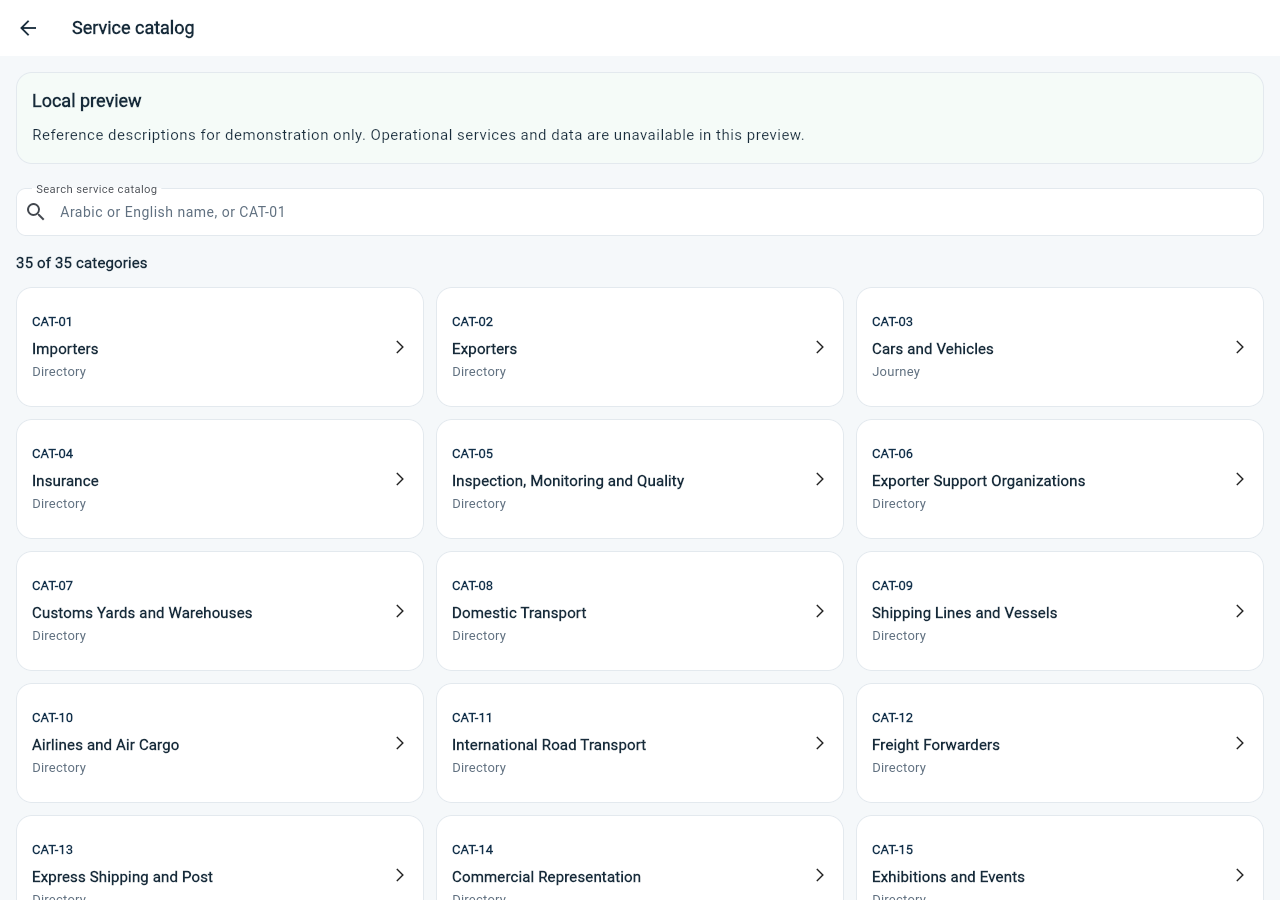 Service catalog
Local preview
Reference descriptions for demonstration only. Operational services and data are unavailable in this preview.
Search service catalog
Arabic or English name, or CAT-01
35 of 35 categories
CAT-01
Importers
Directory
CAT-02
Exporters
Directory
CAT-03
Cars and Vehicles
Journey
CAT-04
Insurance
Directory
CAT-05
Inspection, Monitoring and Quality
Directory
CAT-06
Exporter Support Organizations
Directory
CAT-07
Customs Yards and Warehouses
Directory
CAT-08
Domestic Transport
Directory
CAT-09
Shipping Lines and Vessels
Directory
CAT-10
Airlines and Air Cargo
Directory
CAT-11
International Road Transport
Directory
CAT-12
Freight Forwarders
Directory
CAT-13
Express Shipping and Post
Directory
CAT-14
Commercial Representation
Directory
CAT-15
Exhibitions and Events
Directory